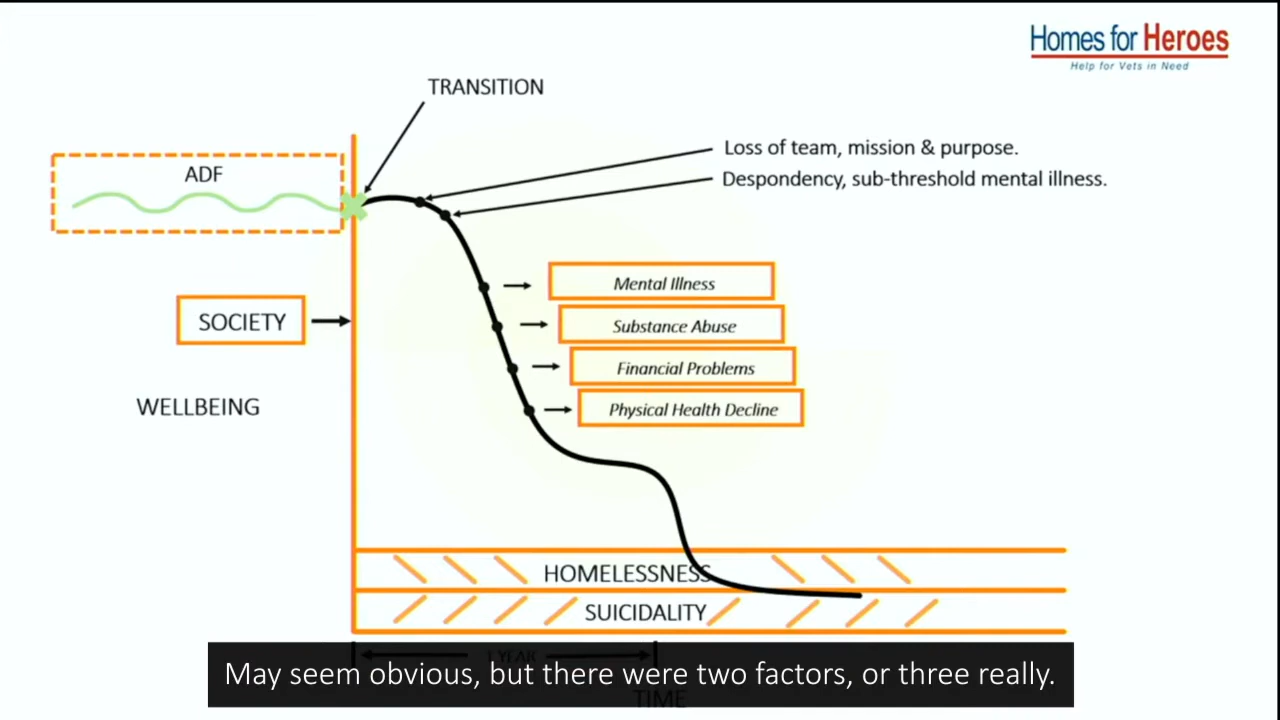 Homes for Heroes
Help for Vets in Need
TRANSITION
ADF
Loss of team, mission & purpose.
Despondency, sub-threshold mental illness.
Mental Illness
SOCIETY
Substance Abuse
Financial Problems
WELLBEING
Physical Health Decline
HOMELESSNESS
SUICIDALITY
YEAR
May seem obvious, but there were two factors, or three really.
TIME